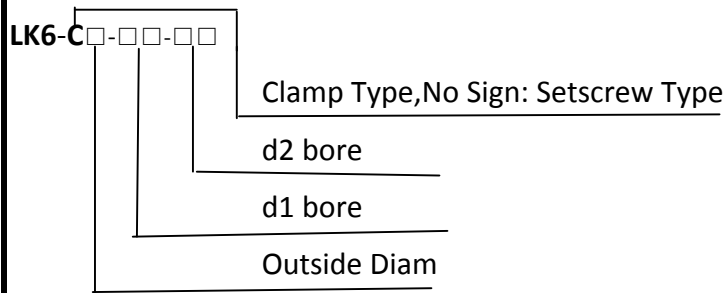 LK6-C□-□□-□□
Clamp Type,No Sign: Setscrew Type
d2 bore
d1 bore
Outside Diam